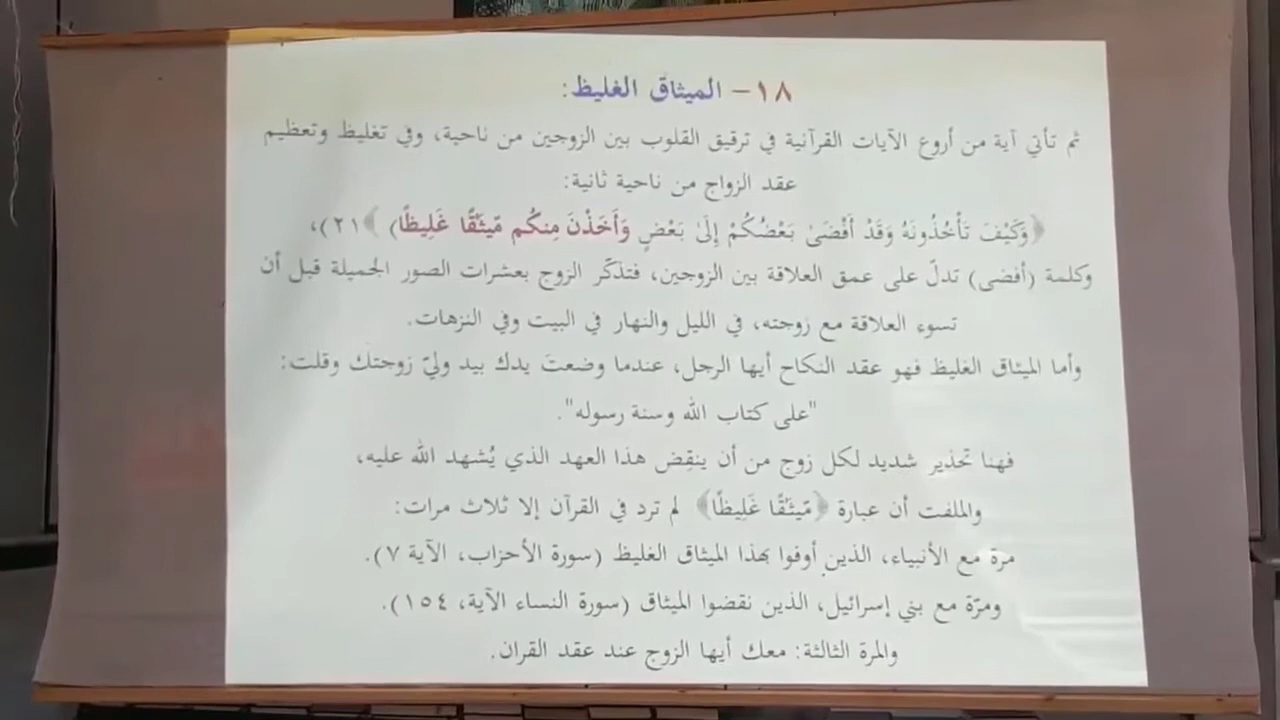 ١٨- الميثاق الغليظ:
ثم تأتي آية من أروع الآيات القرآنية في ترقيق القلوب بين الزوجين من ناحية، وفي تغليظ وتعظيم
عقد الزواج من ناحية ثانية:
﴿وَكَيْفَ تَأْخُذُونَهُ وَقَدْ أَفْضَىٰ بَعْضُكُمْ إِلَىٰ بَعْضٍ وَأَخَذْنَ مِنكُم مِّيثَٰقًا غَلِيظًا) ﴾٢١)،
وكلمة (أفضى) تدلّ على عمق العلاقة بين الزوجين، فتذكّر الزوج بعشرات الصور الجميلة قبل أن
تسوء العلاقة مع زوجته، في الليل والنهار في البيت وفي النزهات.
وأما الميثاق الغليظ فهو عقد النكاح أيها الرجل، عندما وضعتَ يدك بيد وليّ زوجتك وقلت:
"على كتاب الله وسنة رسوله".
فهنا تحذير شديد لكل زوج من أن ينقِض هذا العهد الذي يُشهد الله عليه،
والملفت أن عبارة ﴿مِّيثَٰقًا غَلِيظًا﴾ لم ترد في القرآن إلا ثلاث مرات:
مرة مع الأنبياء، الذين أوفوا بهذا الميثاق الغليظ (سورة الأحزاب، الآية ٧).
ومرّة مع بني إسرائيل، الذين نقضوا الميثاق (سورة النساء الآية، ١٥٤).
والمرة الثالثة: معك أيها الزوج عند عقد القران.